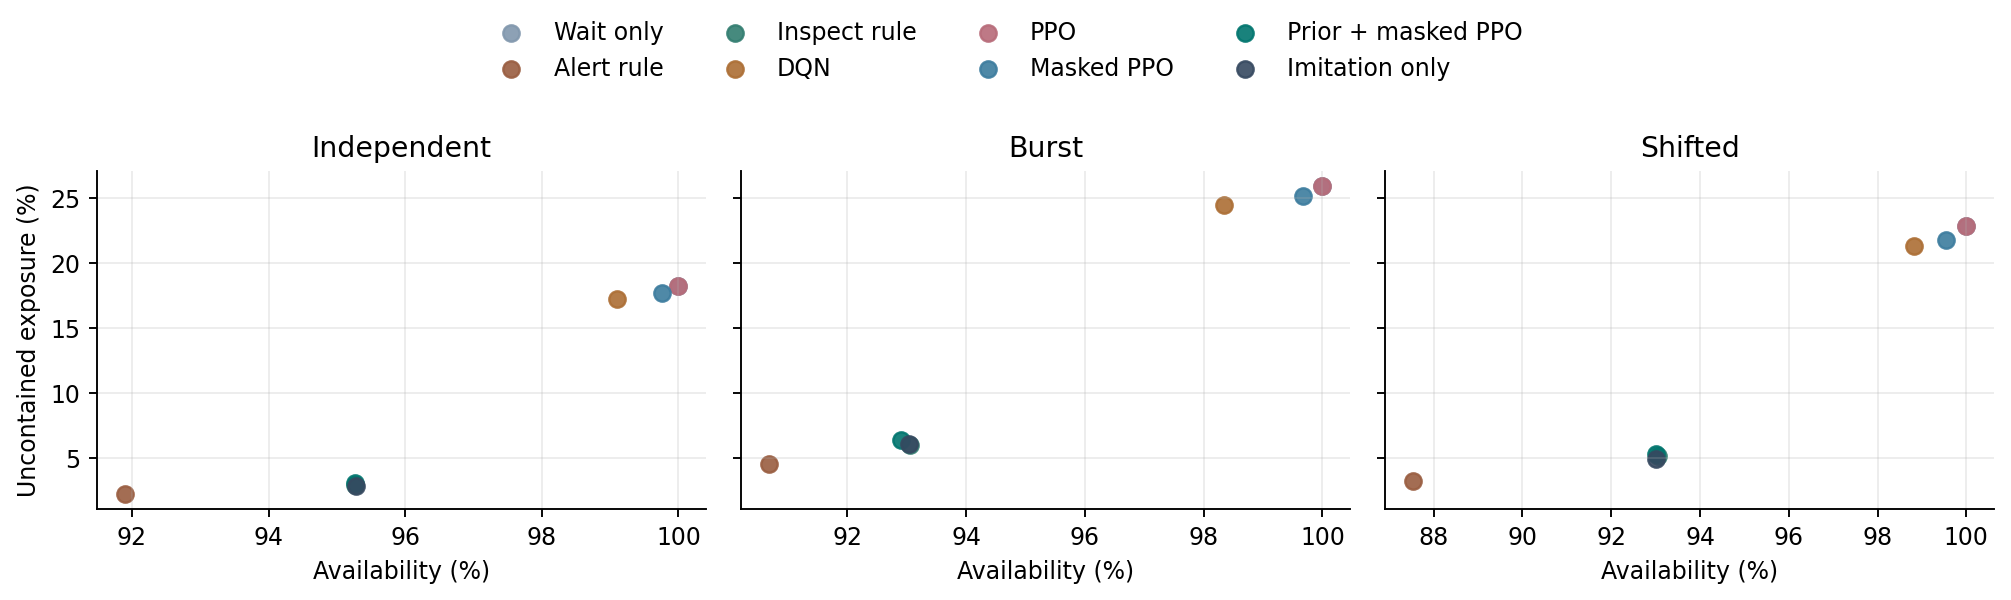 Wait only Inspect rule PPO Prior + masked PPO
Alert rule DQN Masked PPO Imitation only
Independent Burst Shifted
Uncontained exposure (%)
25
20
15
10
5
92 94 96 98 100 92 94 96 98 100 88 90 92 94 96 98 100
Availability (%) Availability (%) Availability (%)